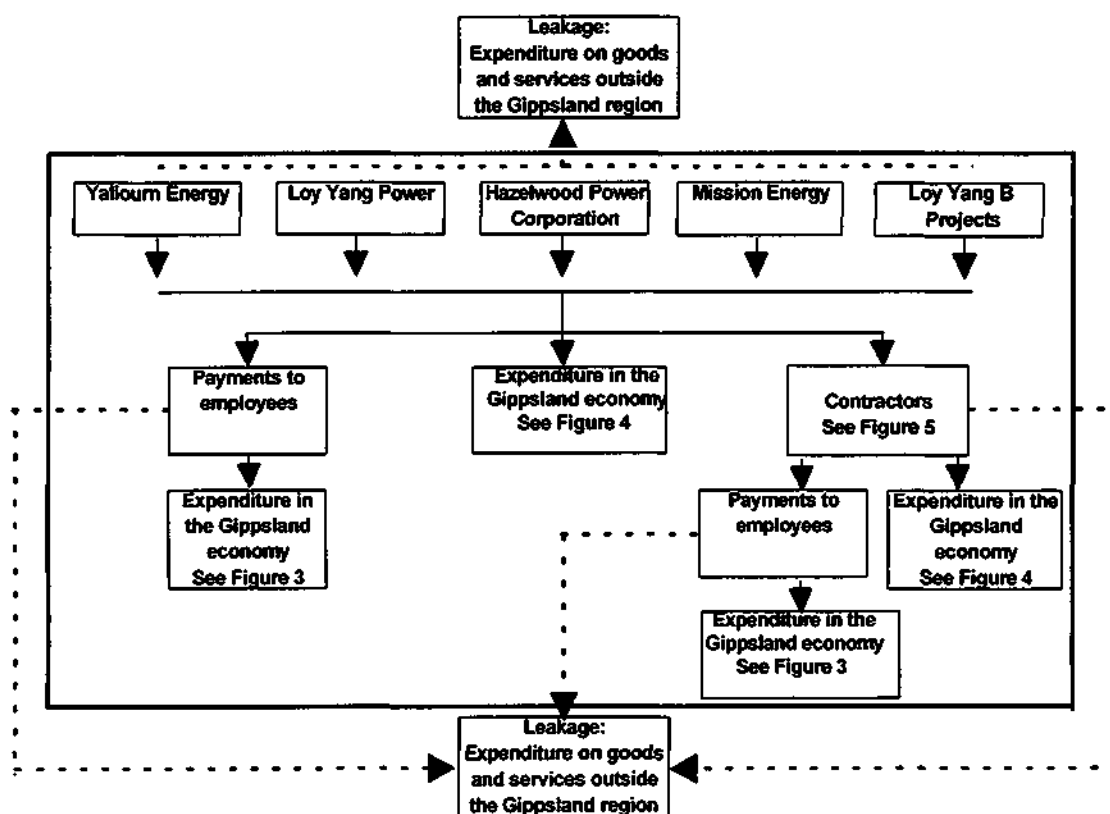 Leakage:
Expenditure on goods
and services outside
the Gippsland region
Yallourn Energy
Loy Yang Power
Hazelwood Power
Corporation
Mission Energy
Loy Yang B
Projects
Payments to
employees
Expenditure in the
Gippsland economy
See Figure 4
Contractors
See Figure 5
Expenditure in
the Gippsland
economy
See Figure 3
Payments to
employees
Expenditure in the
Gippsland
economy
See Figure 4
Expenditure in the
Gippsland economy
See Figure 3
Leakage:
Expenditure on goods
and services outside
the Gippsland region